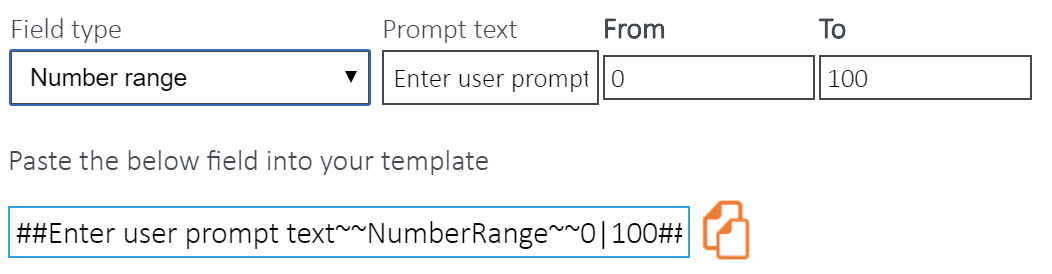 Field type Prompt text From To
Number range Enter user prompt 0 100
Paste the below field into your template
##Enter user prompt text~~NumberRange~~0|100##